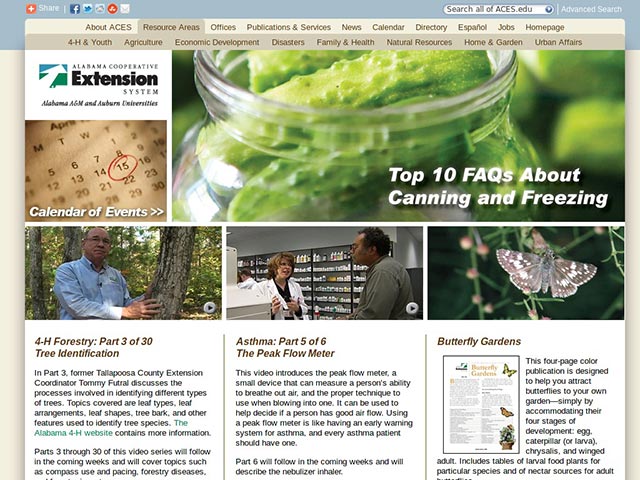 Share |
Search all of ACES.edu
| Advanced Search
About ACES Resource Areas Offices Publications & Services News Calendar Directory Español Jobs Homepage
4-H & Youth Agriculture Economic Development Disasters Family & Health Natural Resources Home & Garden Urban Affairs
ALABAMA COOPERATIVE
Extension
SYSTEM
Alabama A&M and Auburn Universities
April
M T W T F
15
22
Calendar of Events >>
Top 10 FAQs About
Canning and Freezing
4-H Forestry: Part 3 of 30
Tree Identification
In Part 3, former Tallapoosa County Extension
Coordinator Tommy Futral discusses the
processes involved in identifying different types
of trees. Topics covered are leaf types, leaf
arrangements, leaf shapes, tree bark, and other
features used to identify tree species. The
Alabama 4-H website contains more information.
Parts 3 through 30 of this video series will follow
in the coming weeks and will cover topics such
as compass use and pacing, forestry diseases,
Asthma: Part 5 of 6
The Peak Flow Meter
This video introduces the peak flow meter, a
small device that can measure a person's ability
to breathe out air, and the proper technique to
use when blowing into one. It can be used to
help decide if a person has good air flow. Using
a peak flow meter is like having an early warning
system for asthma, and every asthma patient
should have one.
Part 6 will follow in the coming weeks and will
describe the nebulizer inhaler.
Butterfly Gardens
Butterfly
Gardens
This four-page color
publication is designed
to help you attract
butterflies to your own
garden—simply by
accommodating their
four stages of
development: egg,
caterpillar (or larva),
chrysalis, and winged
adult. Includes tables of larval food plants for
particular species and of nectar sources for adult